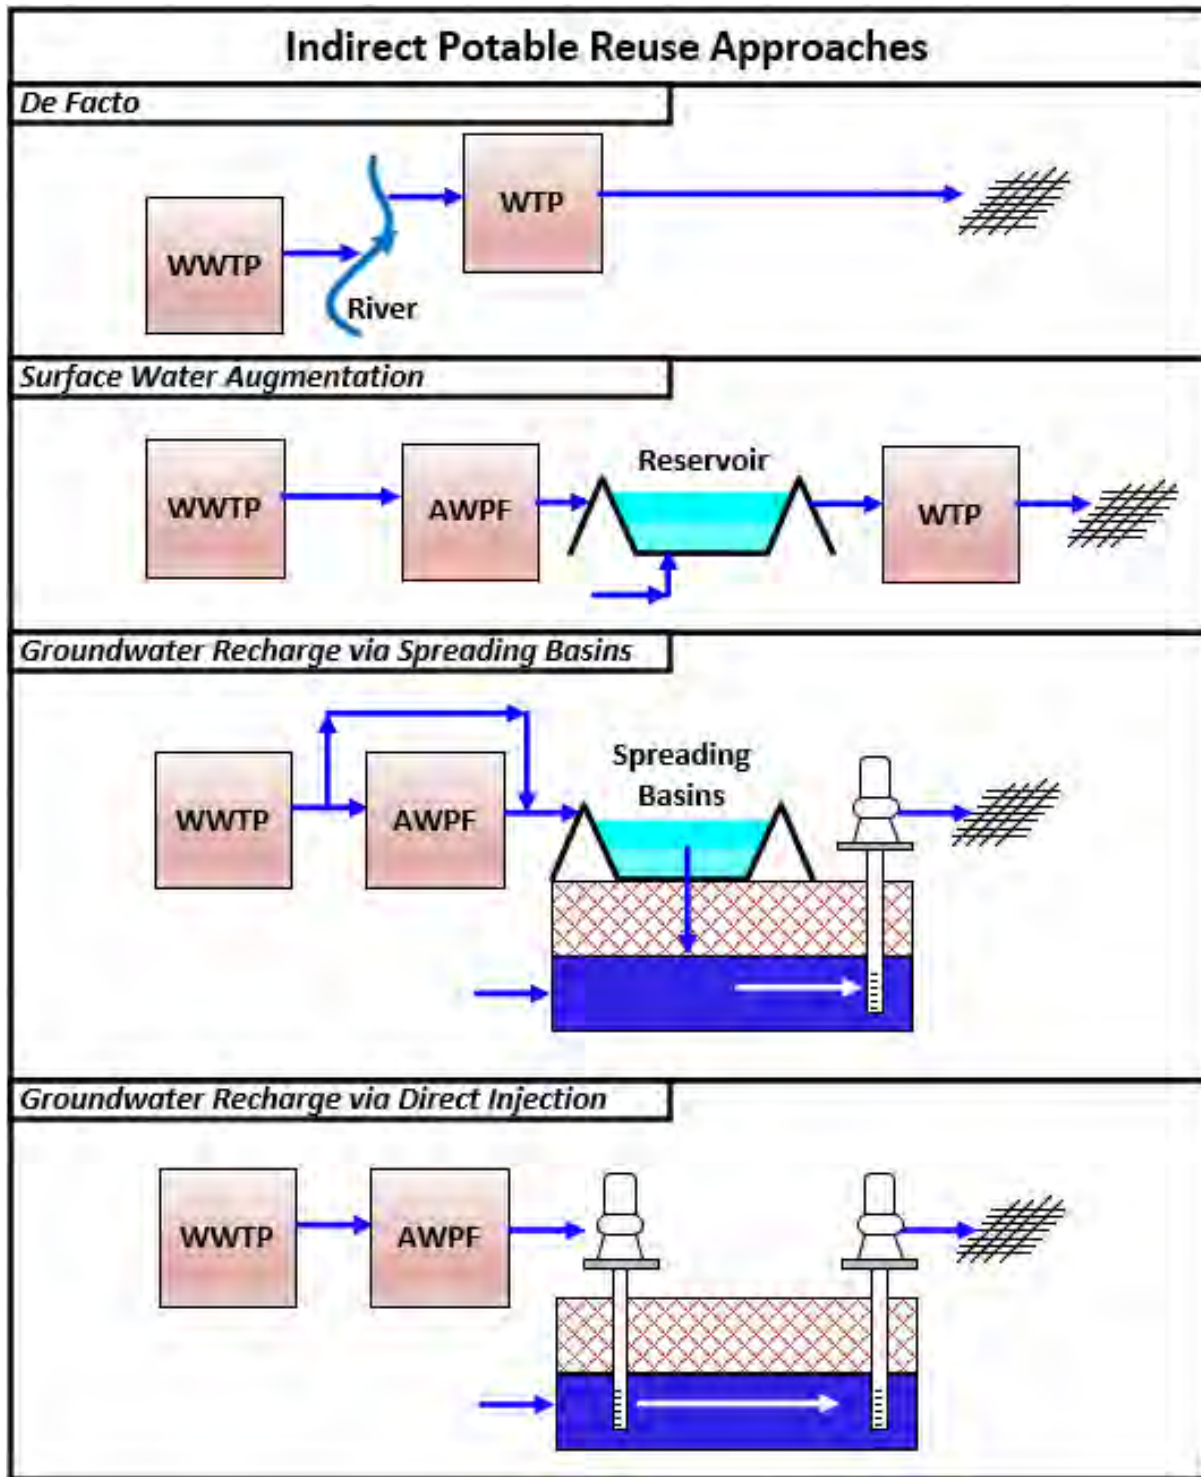 Indirect Potable Reuse Approaches
De Facto
WWTP
River
WTP
Surface Water Augmentation
WWTP
AWPF
Reservoir
WTP
Groundwater Recharge via Spreading Basins
WWTP
AWPF
Spreading
Basins
Groundwater Recharge via Direct Injection
WWTP
AWPF